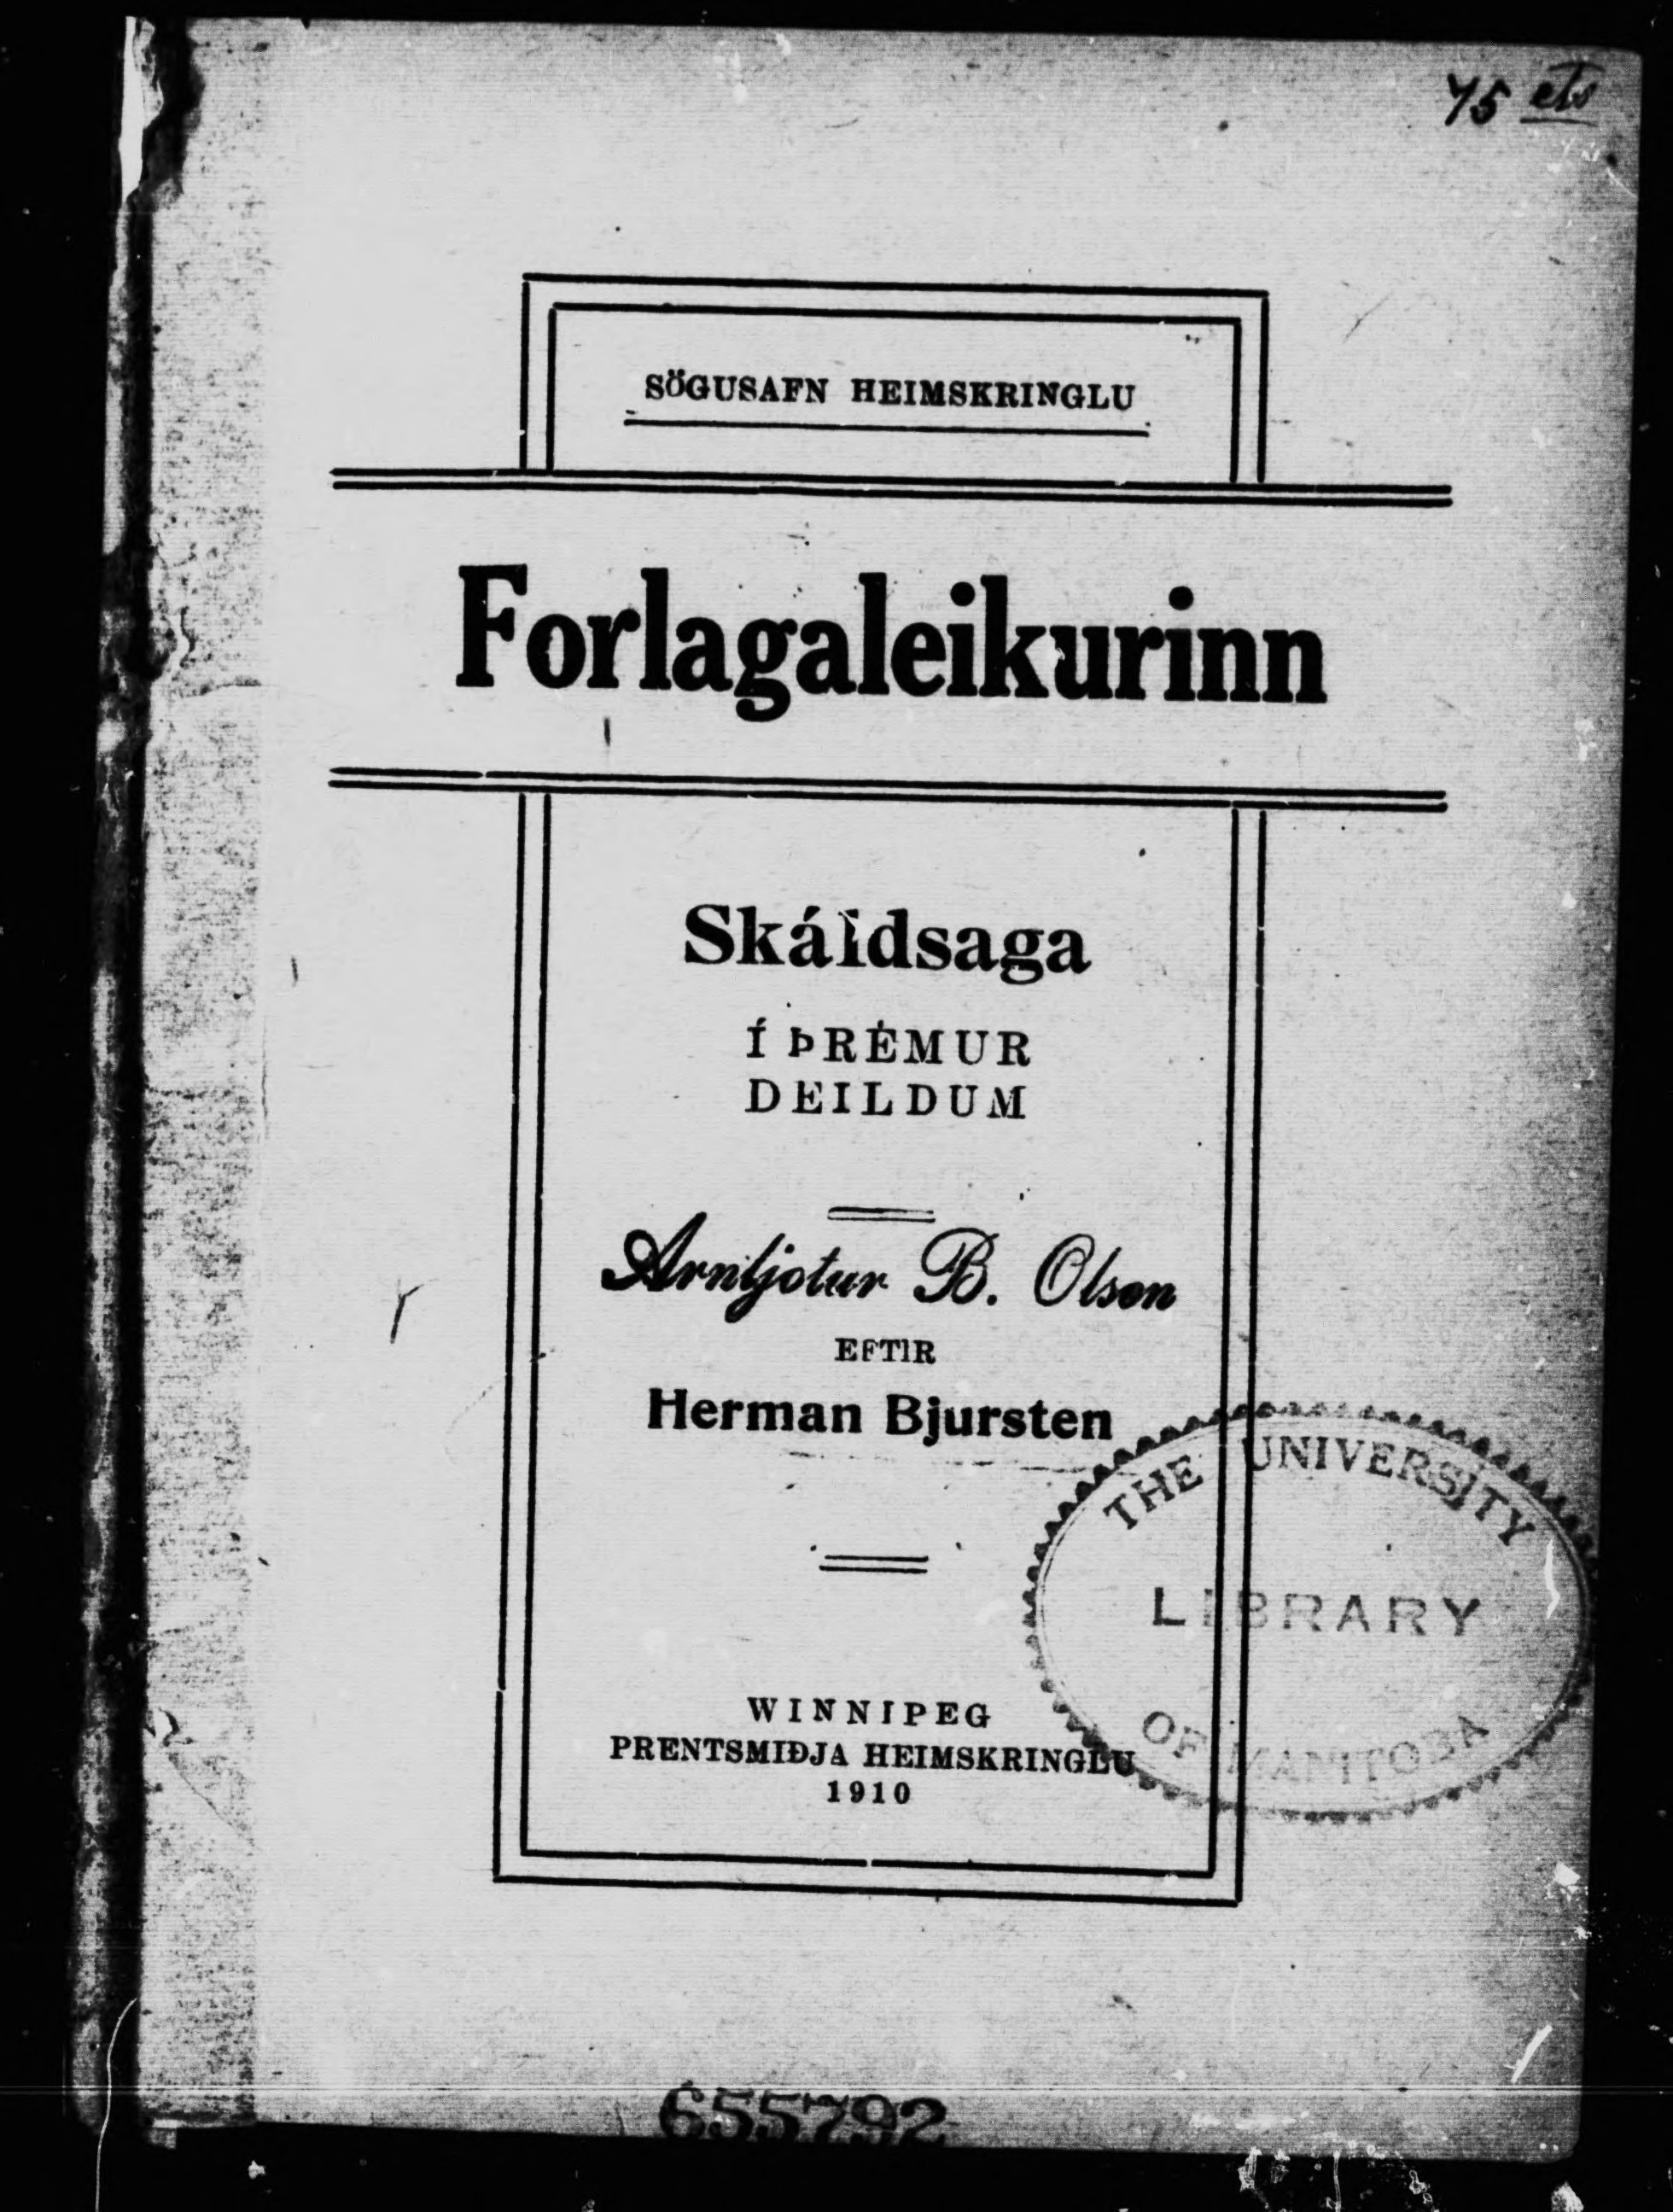 75 cts
SÖGUSAFN HEIMSKRINGLU
Forlagaleikurinn
Skáldsaga
Í ÞRÉMUR
DEILDUM
Arnljotur B. Olson
EFTIR
Herman Bjursten
THE UNIVERSITY
LIBRARY
OF MANITOBA
WINNIPEG
PRENTSMIÐJA HEIMSKRINGLU
1910
655792